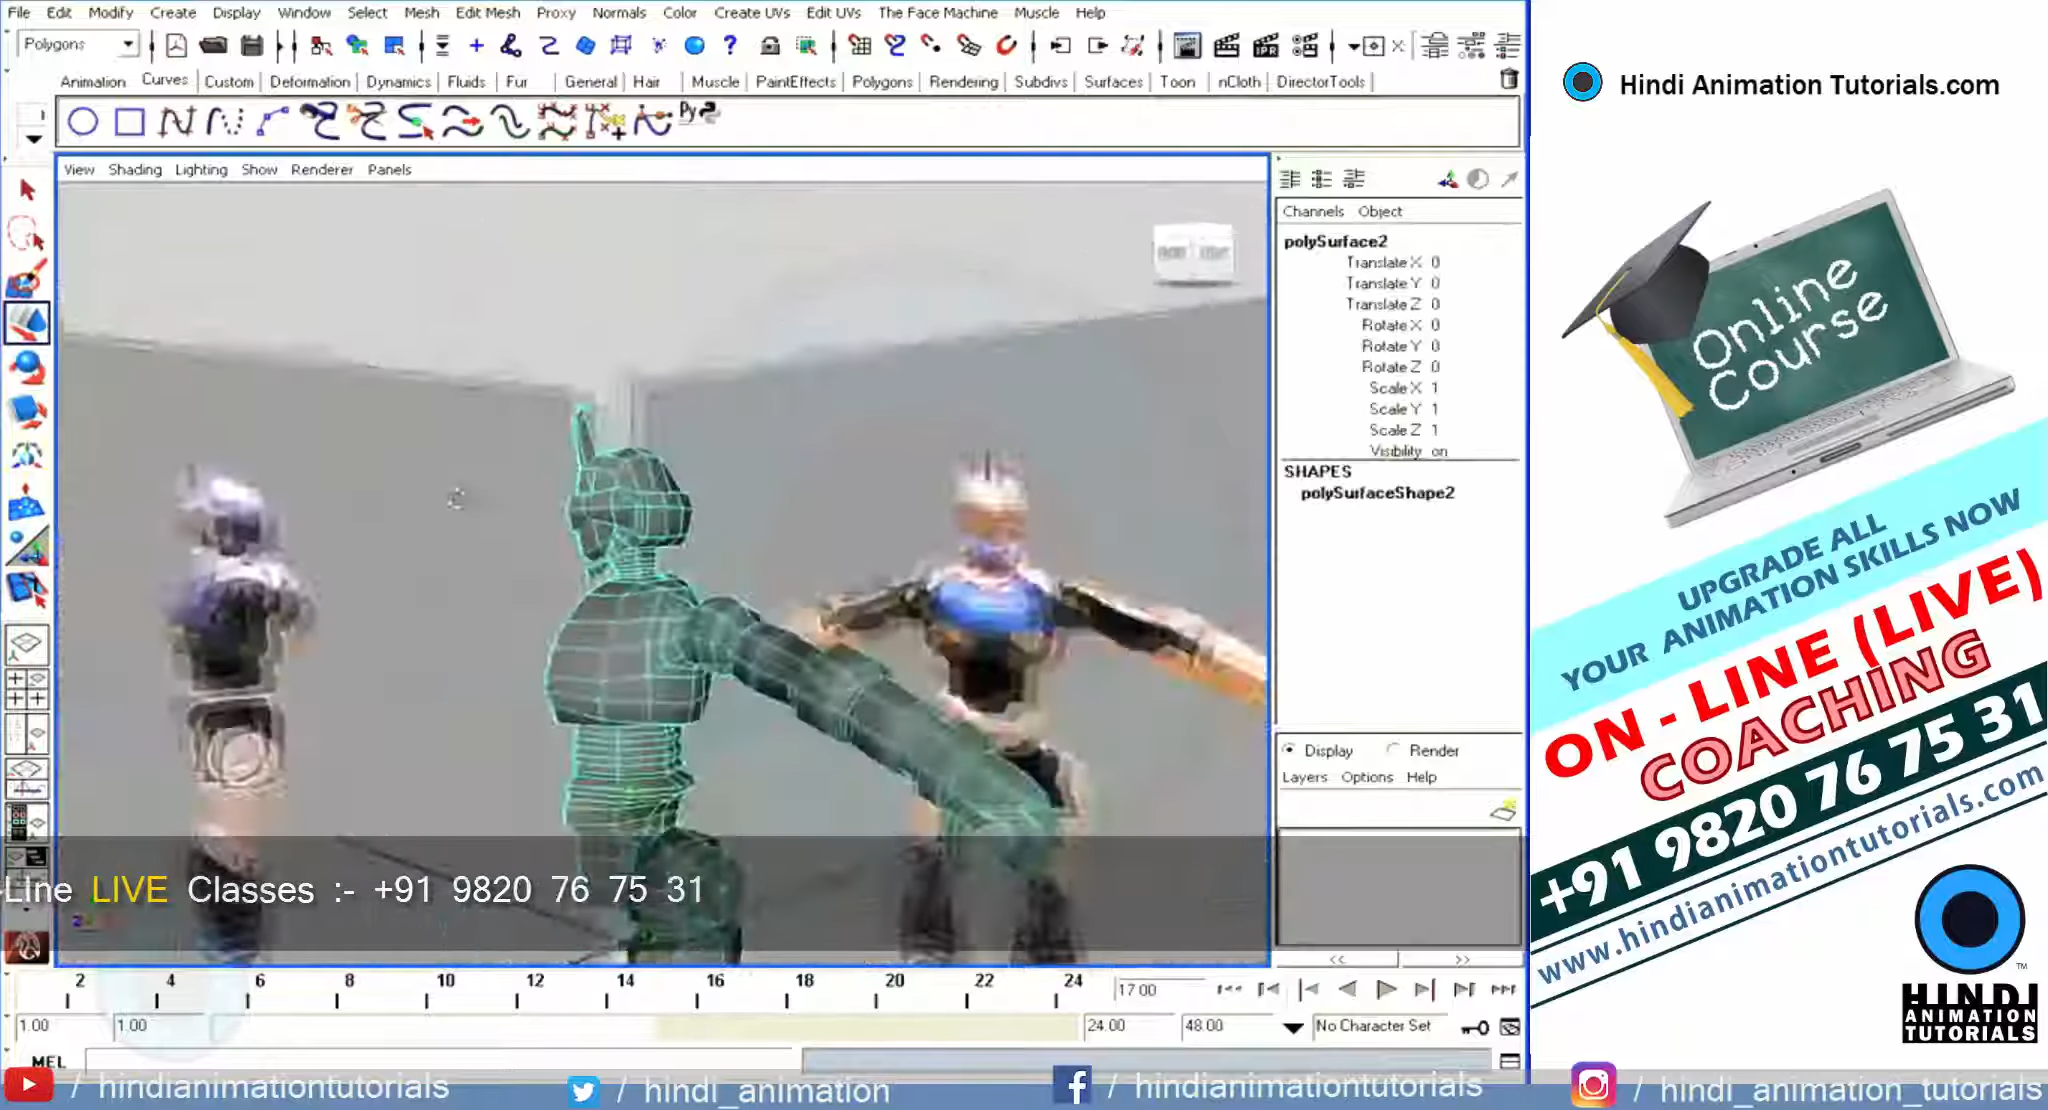 File Edit Modify Create Display Window Select Mesh Edit Mesh Proxy Normals Color Create UVs Edit UVs The Face Machine Muscle Help
Polygons
IPR
Animation Curves Custom Deformation Dynamics Fluids Fur General Hair Muscle PaintEffects Polygons Rendering Subdivs Surfaces Toon nCloth DirectorTools
Py
View Shading Lighting Show Renderer Panels
Channels Object
polySurface2
Translate X 0
Translate Y 0
Translate Z 0
Rotate X 0
Rotate Y 0
Rotate Z 0
Scale X 1
Scale Y 1
Scale Z 1
Visibility on
SHAPES
polySurfaceShape2
Display Render
Layers Options Help
<< >>
LIne LIVE Classes :- +91 9820 76 75 31
2 4 6 8 10 12 14 16 18 20 22 24
17.00
1.00 1.00 24.00 48.00 No Character Set
MEL
Hindi Animation Tutorials.com
Online
Course
UPGRADE ALL
YOUR ANIMATION SKILLS NOW
ON - LINE (LIVE)
COACHING
+91 9820 76 75 31
www.hindianimationtutorials.com
TM
HINDI
ANIMATION
TUTORIALS
/ hindianimationtutorials / hindi_animation / hindianimationtutorials / hindi_animation_tutorials